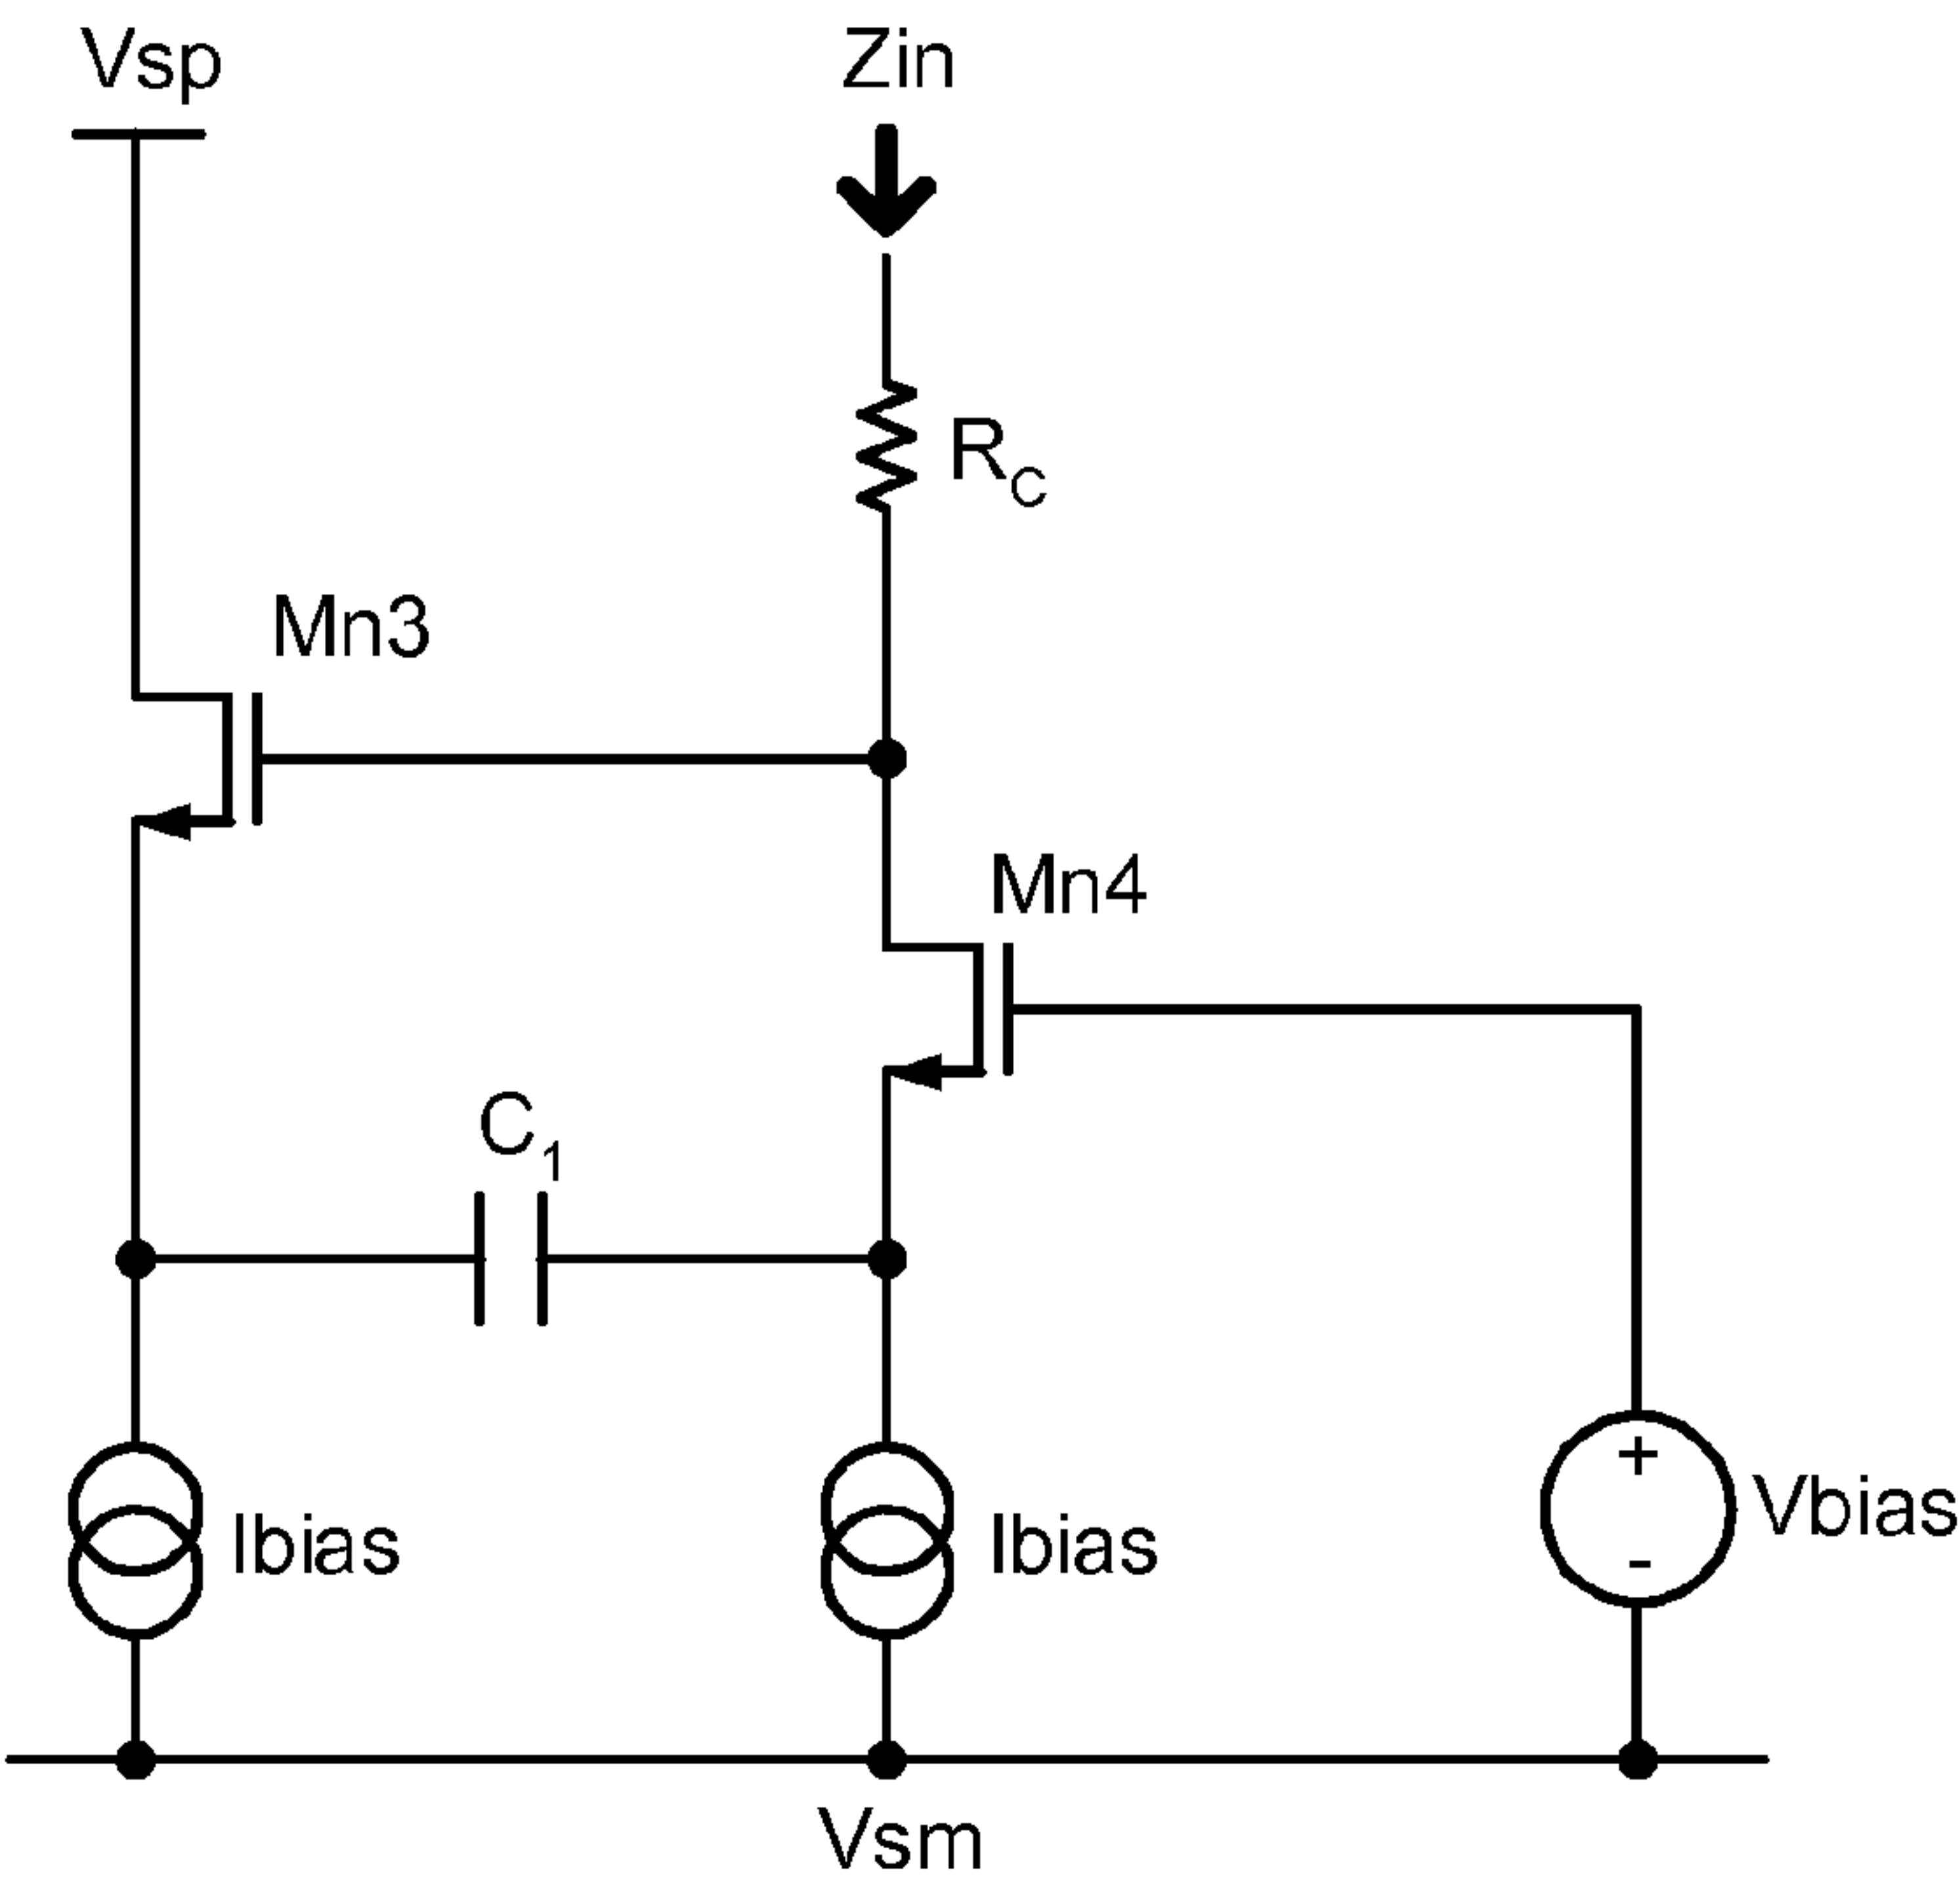 Vsp
Zin
RC
Mn3
Mn4
C1
+
Vbias
-
Ibias
Ibias
Vsm